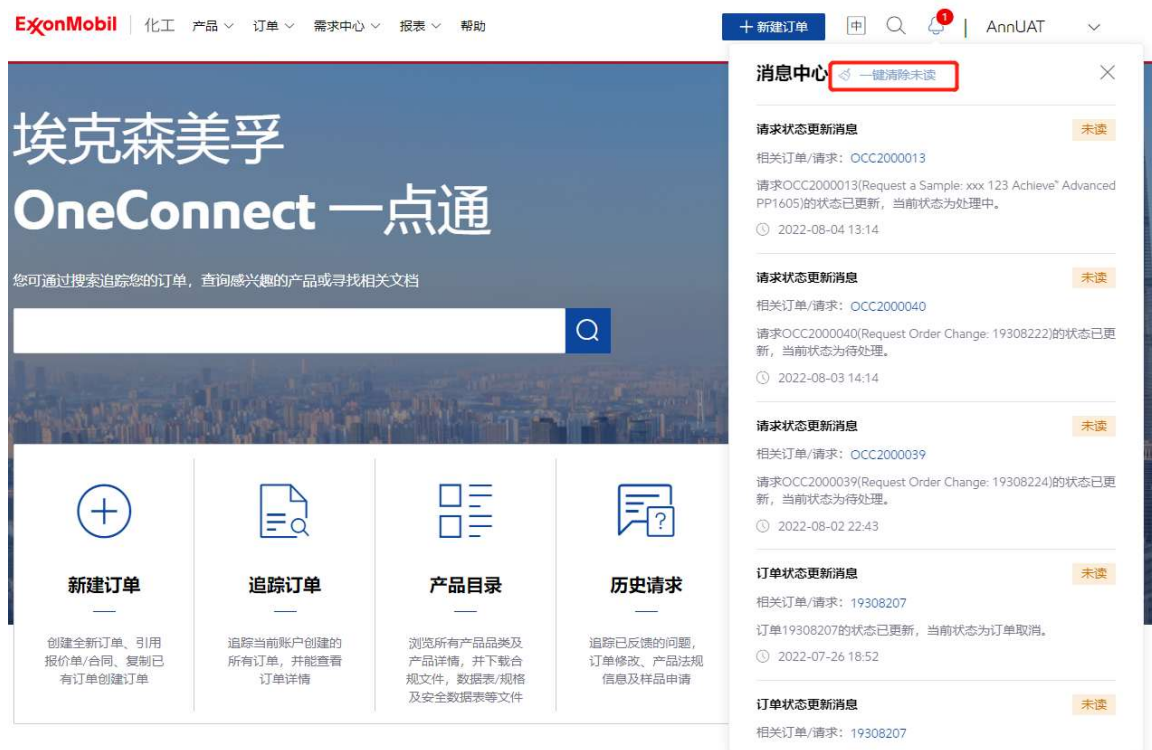 ExxonMobil 化工 产品 订单 需求中心 报表 帮助 新建订单 中 1 AnnUAT
埃克森美孚
OneConnect 一点通
您可通过搜索追踪您的订单，查询感兴趣的产品或寻找相关文档
新建订单
创建全新订单、引用
报价单/合同、复制已
有订单创建订单
追踪订单
追踪当前账户创建的
所有订单，并能查看
订单详情
产品目录
浏览所有产品品类及
产品详情，并下载合
规文件，数据表/规格
及安全数据表等文件
历史请求
追踪已反馈的问题，
订单修改、产品法规
信息及样品申请
消息中心 一键清除未读
请求状态更新消息 未读
相关订单/请求：OCC2000013
请求OCC2000013(Request a Sample: xxx 123 Achieve™ Advanced
PP1605)的状态已更新，当前状态为处理中。
2022-08-04 13:14
请求状态更新消息 未读
相关订单/请求：OCC2000040
请求OCC2000040(Request Order Change: 19308222)的状态已更
新，当前状态为待处理。
2022-08-03 14:14
请求状态更新消息 未读
相关订单/请求：OCC2000039
请求OCC2000039(Request Order Change: 19308224)的状态已更
新，当前状态为待处理。
2022-08-02 22:43
订单状态更新消息 未读
相关订单/请求：19308207
订单19308207的状态已更新，当前状态为订单取消。
2022-07-26 18:52
订单状态更新消息 未读
相关订单/请求：19308207